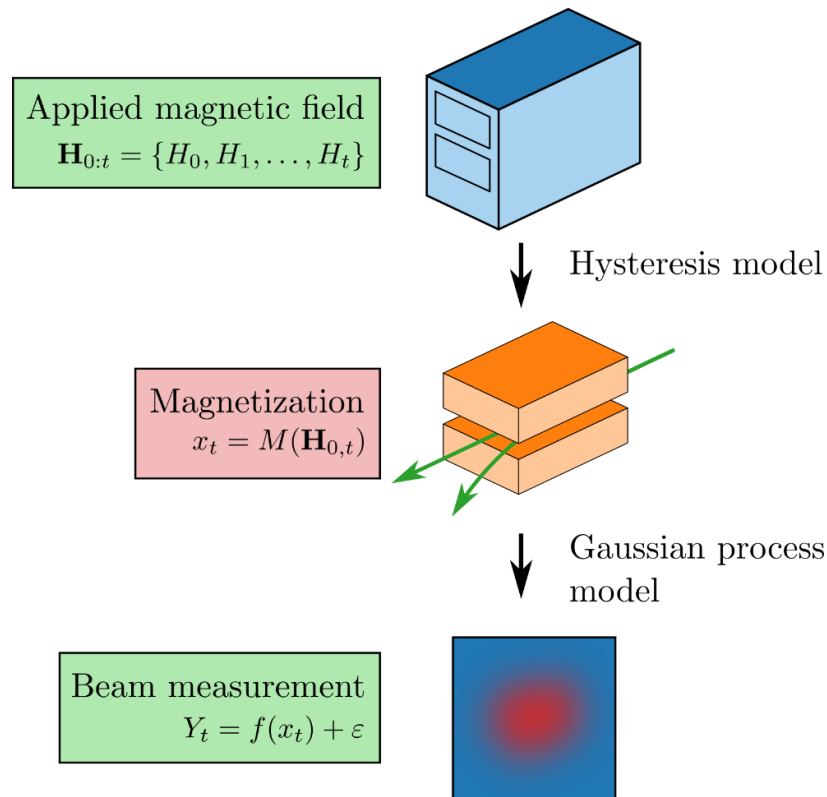 Applied magnetic field
𝐇₀:ₜ = {H₀, H₁, . . . , Hₜ}
Hysteresis model
Magnetization
xₜ = M(𝐇₀,ₜ)
Gaussian process
model
Beam measurement
Yₜ = f(xₜ) + ε